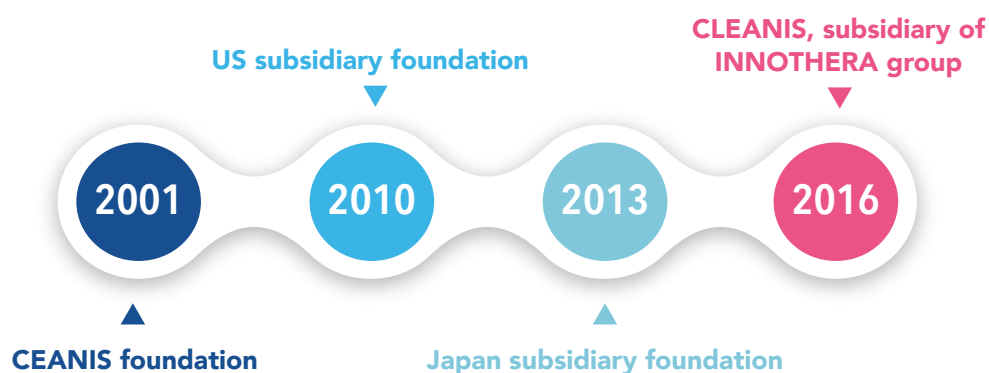 CLEANIS, subsidiary of
INNOTHERA group
US subsidiary foundation
2001
2010
2013
2016
CEANIS foundation
Japan subsidiary foundation